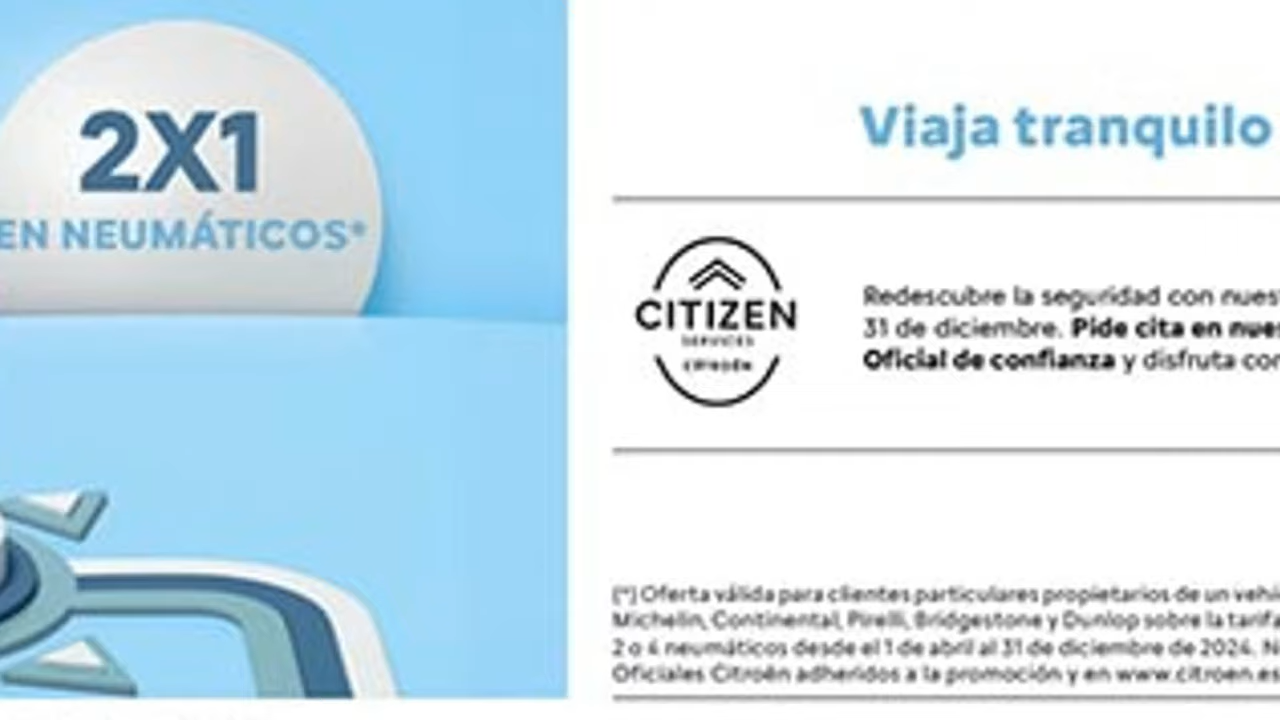 2X1
EN NEUMÁTICOS*
Viaja tranquilo
CITIZEN
SERVICES
CITROËN
Redescubre la seguridad con nues
31 de diciembre. Pide cita en nues
Oficial de confianza y disfruta con
(*) Oferta válida para clientes particulares propietarios de un vehíc
Michelin, Continental, Pirelli, Bridgestone y Dunlop sobre la tarifa
2 o 4 neumáticos desde el 1 de abril al 31 de diciembre de 2024. N
Oficiales Citroën adheridos a la promoción y en www.citroen.es